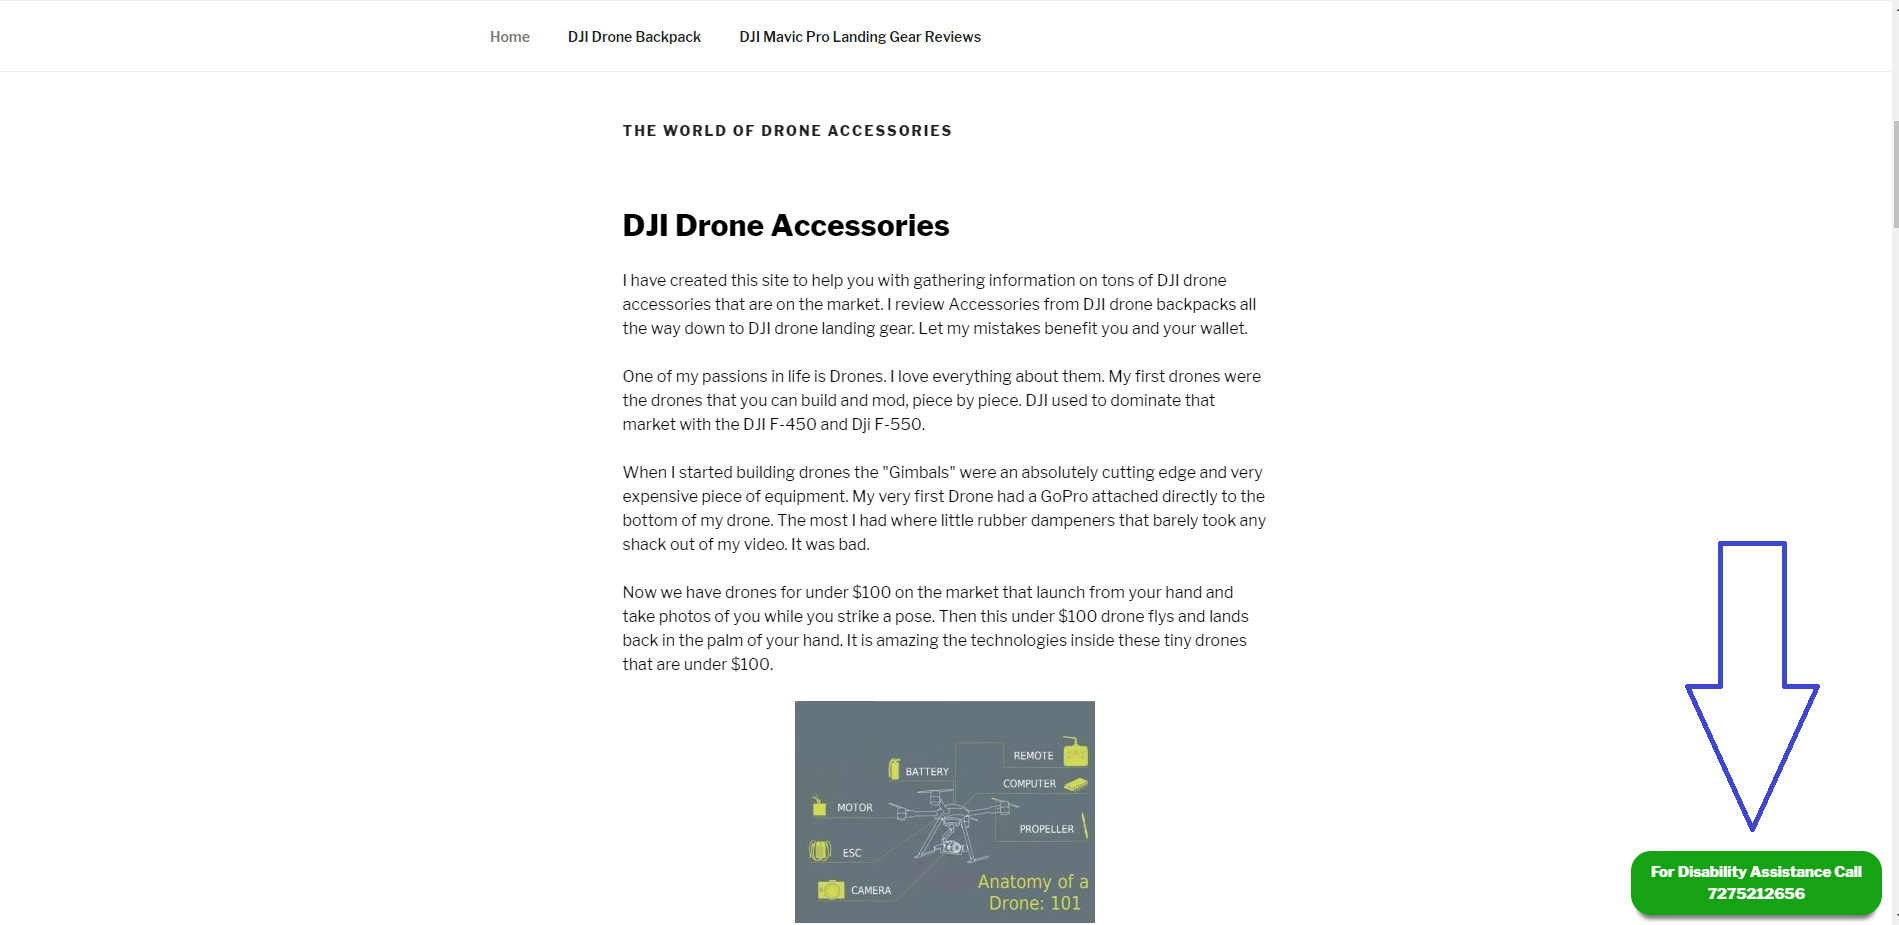 Home DJI Drone Backpack DJI Mavic Pro Landing Gear Reviews
THE WORLD OF DRONE ACCESSORIES
DJI Drone Accessories
I have created this site to help you with gathering information on tons of DJI drone
accessories that are on the market. I review Accessories from DJI drone backpacks all
the way down to DJI drone landing gear. Let my mistakes benefit you and your wallet.
One of my passions in life is Drones. I love everything about them. My first drones were
the drones that you can build and mod, piece by piece. DJI used to dominate that
market with the DJI F-450 and Dji F-550.
When I started building drones the "Gimbals" were an absolutely cutting edge and very
expensive piece of equipment. My very first Drone had a GoPro attached directly to the
bottom of my drone. The most I had where little rubber dampeners that barely took any
shack out of my video. It was bad.
Now we have drones for under $100 on the market that launch from your hand and
take photos of you while you strike a pose. Then this under $100 drone flys and lands
back in the palm of your hand. It is amazing the technologies inside these tiny drones
that are under $100.
REMOTE
BATTERY
COMPUTER
MOTOR
PROPELLER
ESC
CAMERA
Anatomy of a
Drone: 101
For Disability Assistance Call
7275212656